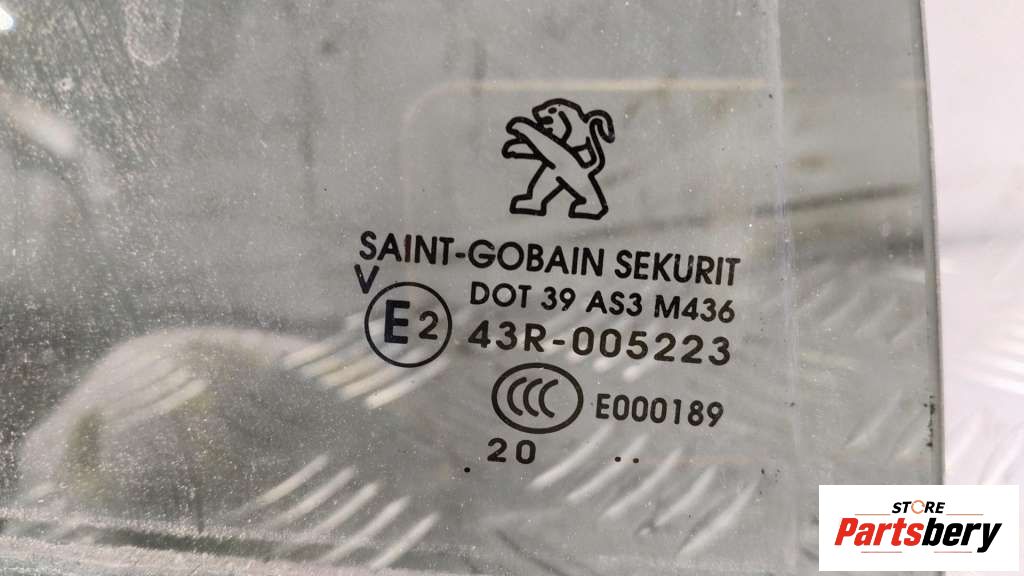 SAINT-GOBAIN SEKURIT
V
DOT 39 AS3 M436
E2
43R-005223
CCC E000189
. 20 ..
STORE
Partsbery